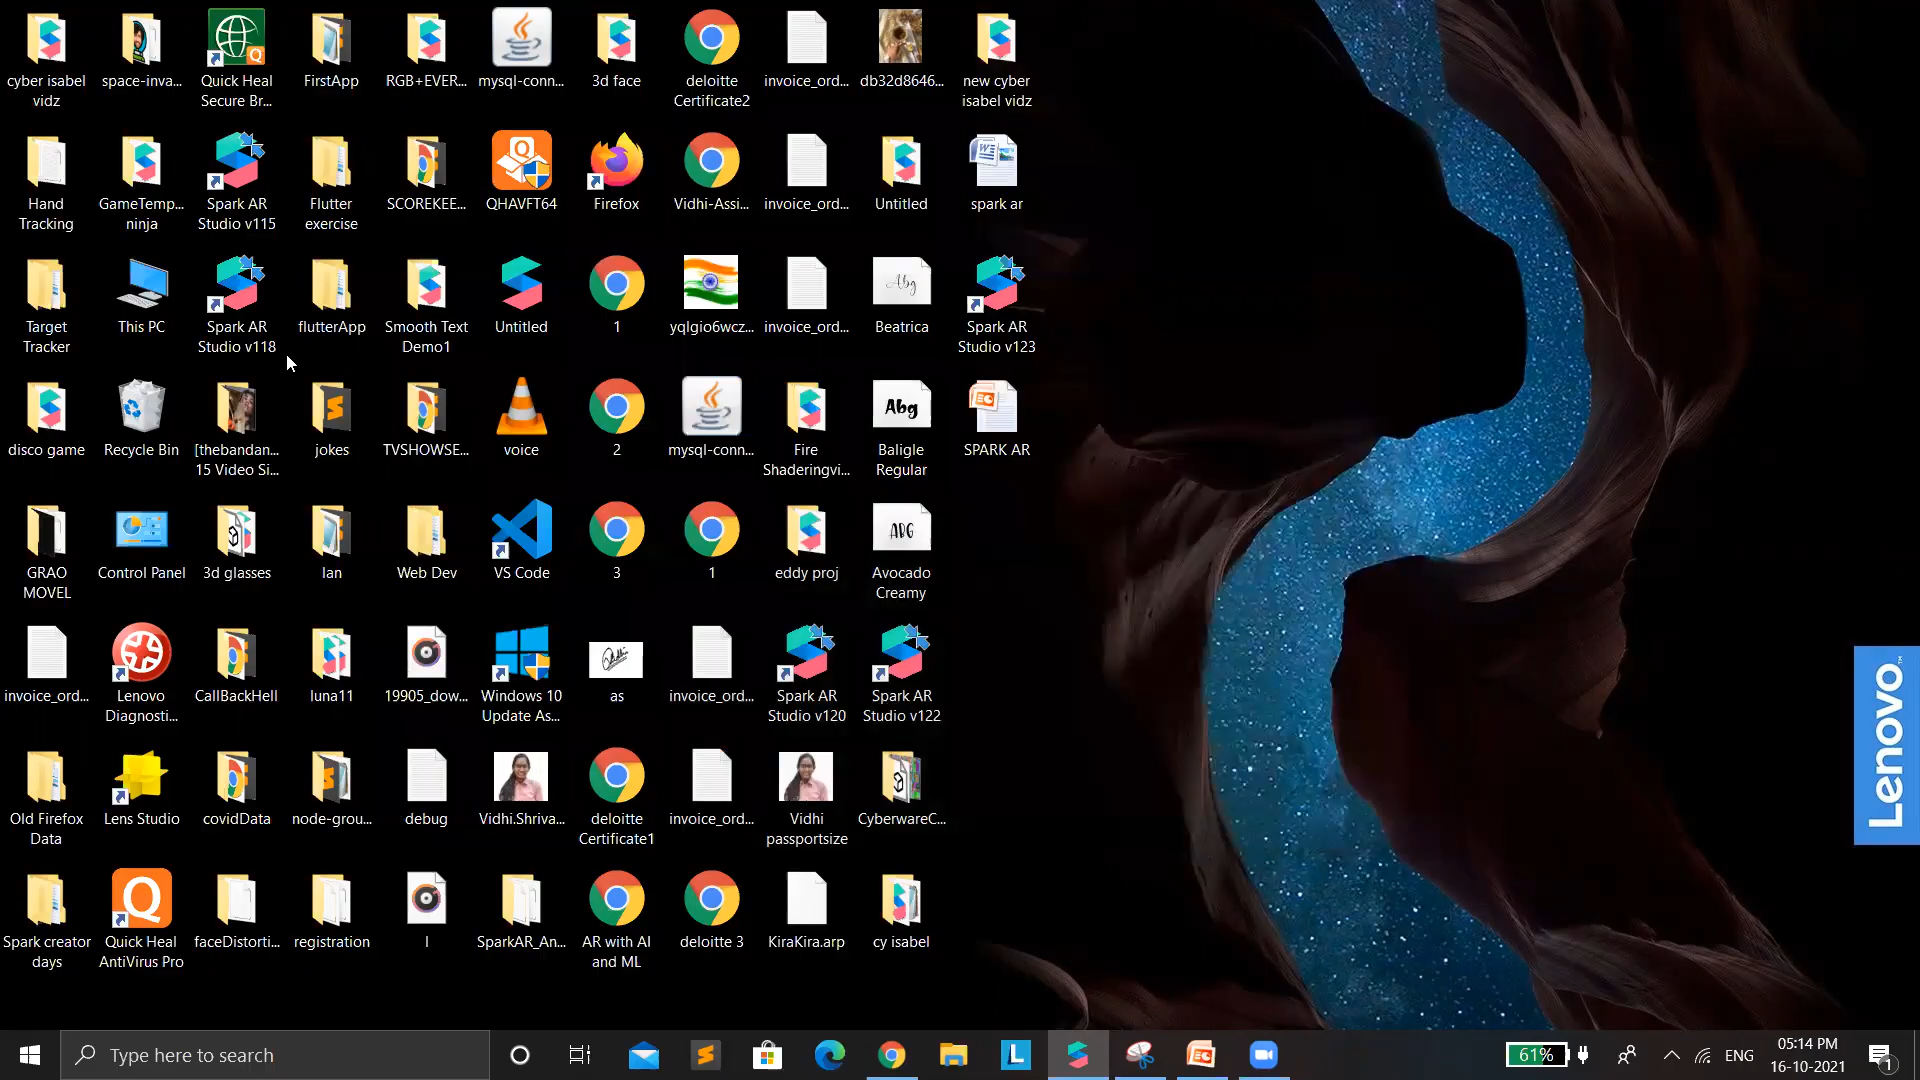 cyber isabel
vidz
space-inva...
Quick Heal
Secure Br...
FirstApp
RGB+EVER...
mysql-conn...
3d face
deloitte
Certificate2
invoice_ord...
db32d8646...
new cyber
isabel vidz
Hand
Tracking
GameTemp...
ninja
Spark AR
Studio v115
Flutter
exercise
SCOREKEE...
QHAVFT64
Firefox
Vidhi-Assi...
invoice_ord...
Untitled
spark ar
Target
Tracker
This PC
Spark AR
Studio v118
flutterApp
Smooth Text
Demo1
Untitled
1
yqlgio6wcz...
invoice_ord...
Abg
Beatrica
Spark AR
Studio v123
disco game
Recycle Bin
[thebandan...
15 Video Si...
jokes
TVSHOWSE...
voice
2
mysql-conn...
Fire
Shaderingvi...
Abg
Baligle
Regular
SPARK AR
GRAO
MOVEL
Control Panel
3d glasses
lan
Web Dev
VS Code
3
1
eddy proj
ABG
Avocado
Creamy
invoice_ord...
Lenovo
Diagnosti...
CallBackHell
luna11
19905_dow...
Windows 10
Update As...
as
invoice_ord...
Spark AR
Studio v120
Spark AR
Studio v122
Lenovo™
Old Firefox
Data
Lens Studio
covidData
node-grou...
debug
Vidhi.Shriva...
deloitte
Certificate1
invoice_ord...
Vidhi
passportsize
CyberwareC...
Spark creator
days
Quick Heal
AntiVirus Pro
faceDistorti...
registration
l
SparkAR_An...
AR with AI
and ML
deloitte 3
KiraKira.arp
cy isabel
Type here to search
61%
ENG
05:14 PM
16-10-2021
1